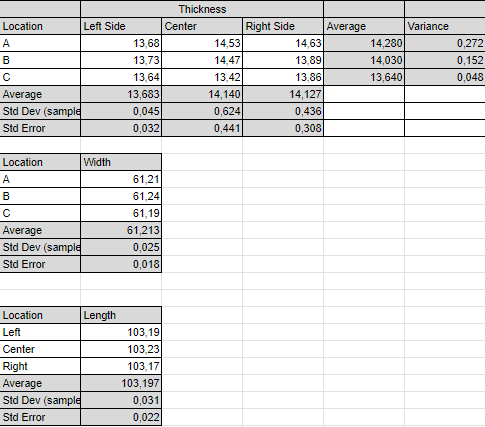 Thickness
Location Left Side Center Right Side Average Variance
A 13,68 14,53 14,63 14,280 0,272
B 13,73 14,47 13,89 14,030 0,152
C 13,64 13,42 13,86 13,640 0,048
Average 13,683 14,140 14,127
Std Dev (sample 0,045 0,624 0,436
Std Error 0,032 0,441 0,308
Location Width
A 61,21
B 61,24
C 61,19
Average 61,213
Std Dev (sample 0,025
Std Error 0,018
Location Length
Left 103,19
Center 103,23
Right 103,17
Average 103,197
Std Dev (sample 0,031
Std Error 0,022